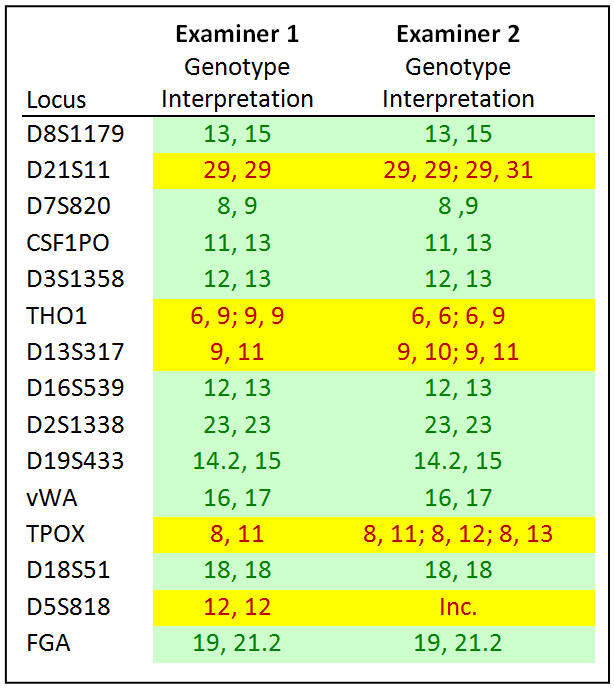 Examiner 1 Examiner 2
Genotype Genotype
Locus Interpretation Interpretation
D8S1179 13, 15 13, 15
D21S11 29, 29 29, 29; 29, 31
D7S820 8, 9 8 ,9
CSF1PO 11, 13 11, 13
D3S1358 12, 13 12, 13
THO1 6, 9; 9, 9 6, 6; 6, 9
D13S317 9, 11 9, 10; 9, 11
D16S539 12, 13 12, 13
D2S1338 23, 23 23, 23
D19S433 14.2, 15 14.2, 15
vWA 16, 17 16, 17
TPOX 8, 11 8, 11; 8, 12; 8, 13
D18S51 18, 18 18, 18
D5S818 12, 12 Inc.
FGA 19, 21.2 19, 21.2